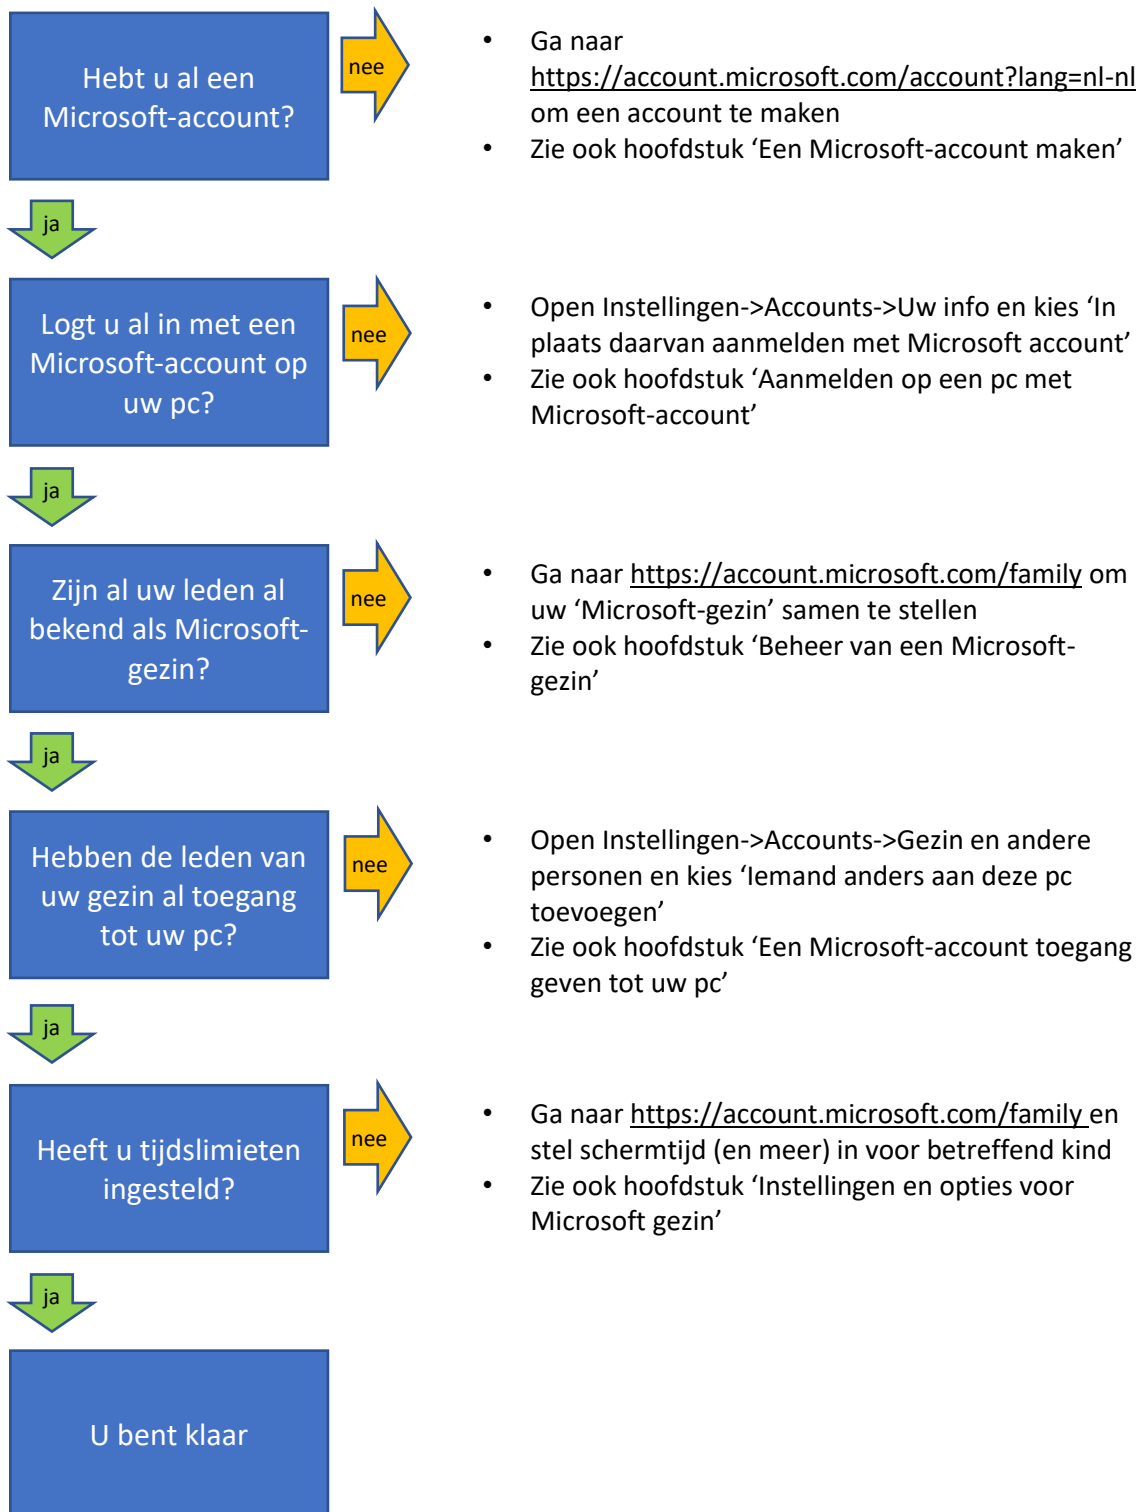 Hebt u al een
Microsoft-account?
nee
• Ga naar
https://account.microsoft.com/account?lang=nl-nl
om een account te maken
• Zie ook hoofdstuk ‘Een Microsoft-account maken’
ja
Logt u al in met een
Microsoft-account op
uw pc?
nee
• Open Instellingen->Accounts->Uw info en kies ‘In
plaats daarvan aanmelden met Microsoft account’
• Zie ook hoofdstuk ‘Aanmelden op een pc met
Microsoft-account’
ja
Zijn al uw leden al
bekend als Microsoft-
gezin?
nee
• Ga naar https://account.microsoft.com/family om
uw ‘Microsoft-gezin’ samen te stellen
• Zie ook hoofdstuk ‘Beheer van een Microsoft-
gezin’
ja
Hebben de leden van
uw gezin al toegang
tot uw pc?
nee
• Open Instellingen->Accounts->Gezin en andere
personen en kies ‘Iemand anders aan deze pc
toevoegen’
• Zie ook hoofdstuk ‘Een Microsoft-account toegang
geven tot uw pc’
ja
Heeft u tijdslimieten
ingesteld?
nee
• Ga naar https://account.microsoft.com/family en
stel schermtijd (en meer) in voor betreffend kind
• Zie ook hoofdstuk ‘Instellingen en opties voor
Microsoft gezin’
ja
U bent klaar